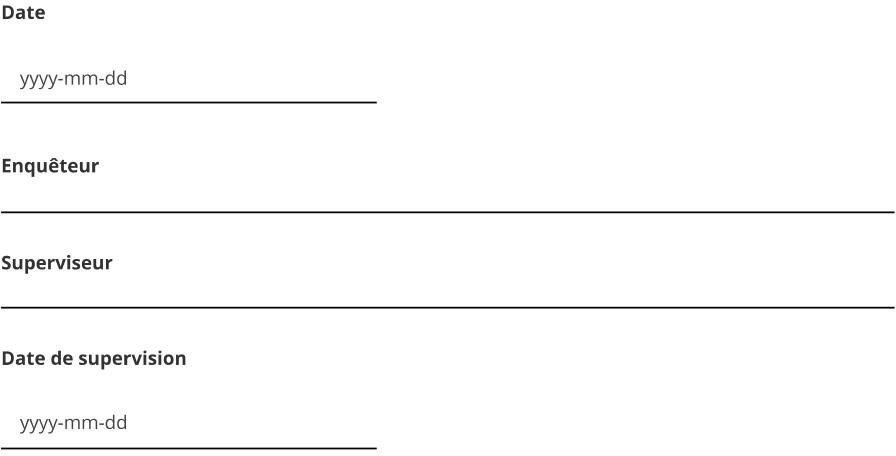 Date
yyyy-mm-dd
Enquêteur
Superviseur
Date de supervision
yyyy-mm-dd